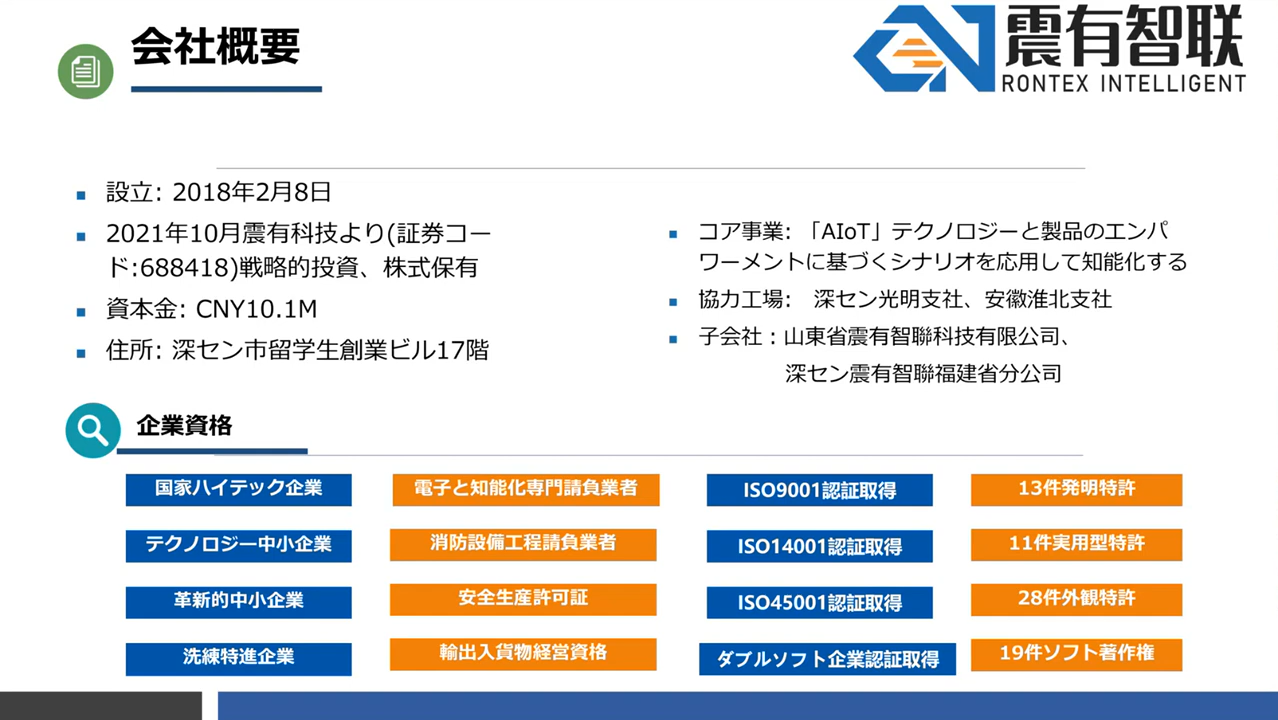 会社概要
震有智联
RONTEX INTELLIGENT
設立: 2018年2月8日
2021年10月震有科技より(証券コー
ド:688418)戦略的投資、株式保有
資本金: CNY10.1M
住所: 深セン市留学生創業ビル17階
コア事業: 「AIoT」テクノロジーと製品のエンパ
ワーメントに基づくシナリオを応用して知能化する
協力工場: 深セン光明支社、安徽淮北支社
子会社：山東省震有智聯科技有限公司、
深セン震有智聯福建省分公司
企業資格
国家ハイテック企業
電子と知能化専門請負業者
ISO9001認証取得
13件発明特許
テクノロジー中小企業
消防設備工程請負業者
ISO14001認証取得
11件実用型特許
革新的中小企業
安全生産許可証
ISO45001認証取得
28件外観特許
洗練特進企業
輸出入貨物経営資格
ダブルソフト企業認証取得
19件ソフト著作権